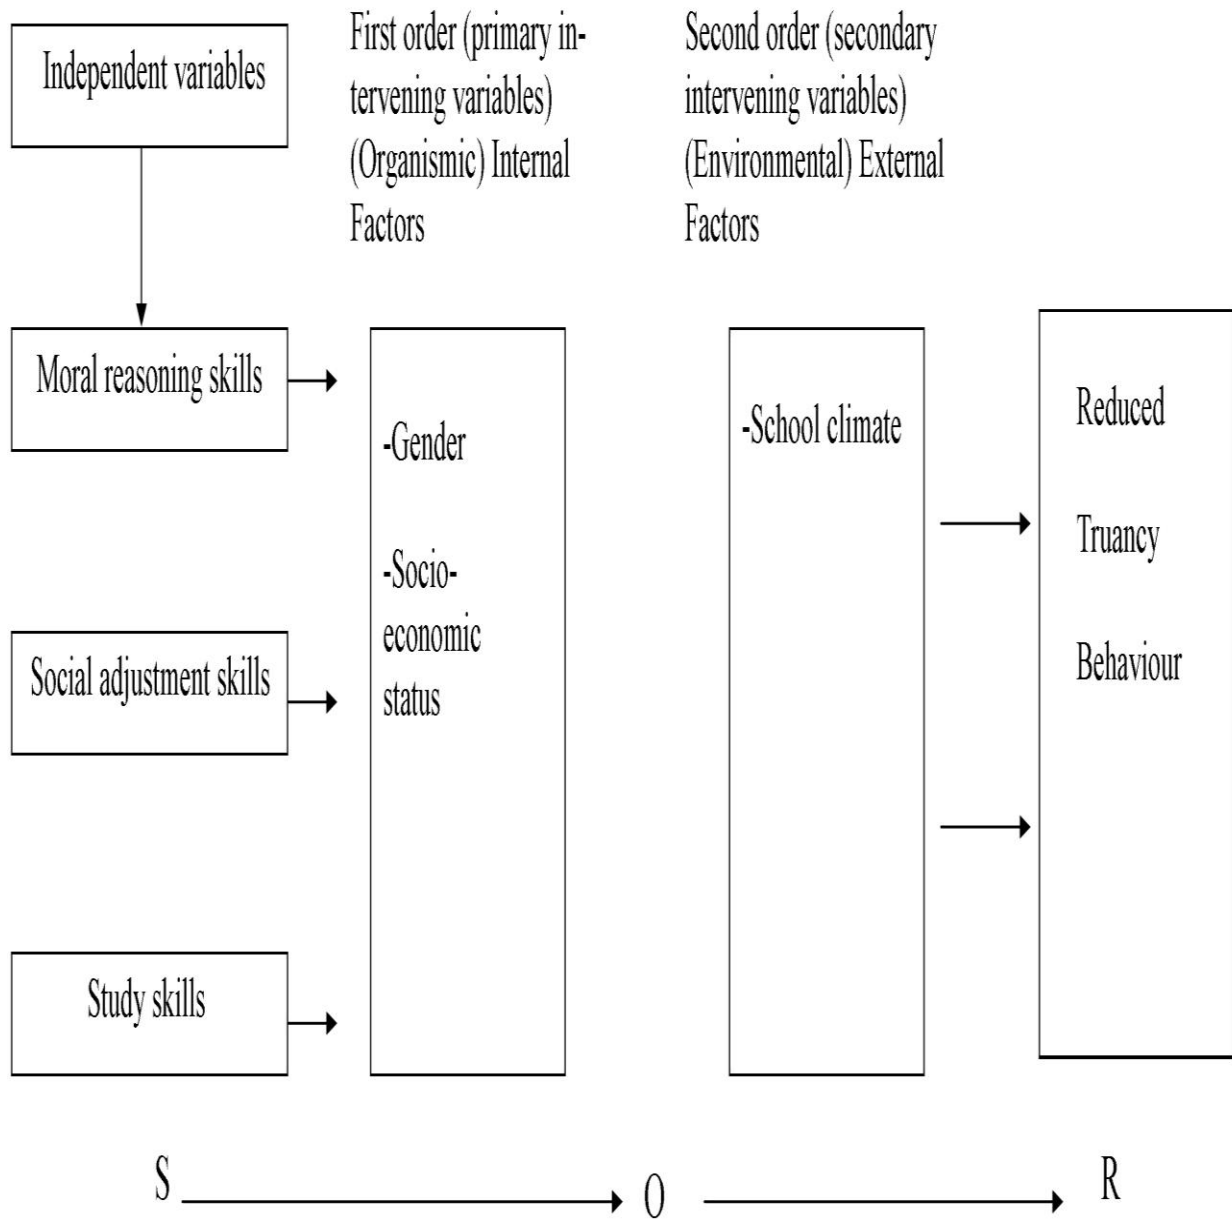 Independent variables
First order (primary in-
tervening variables)
(Organismic) Internal
Factors
Second order (secondary
intervening variables)
(Environmental) External
Factors
Moral reasoning skills
Social adjustment skills
Study skills
-Gender
-Socio-
economic
status
-School climate
Reduced
Truancy
Behaviour
S
O
R